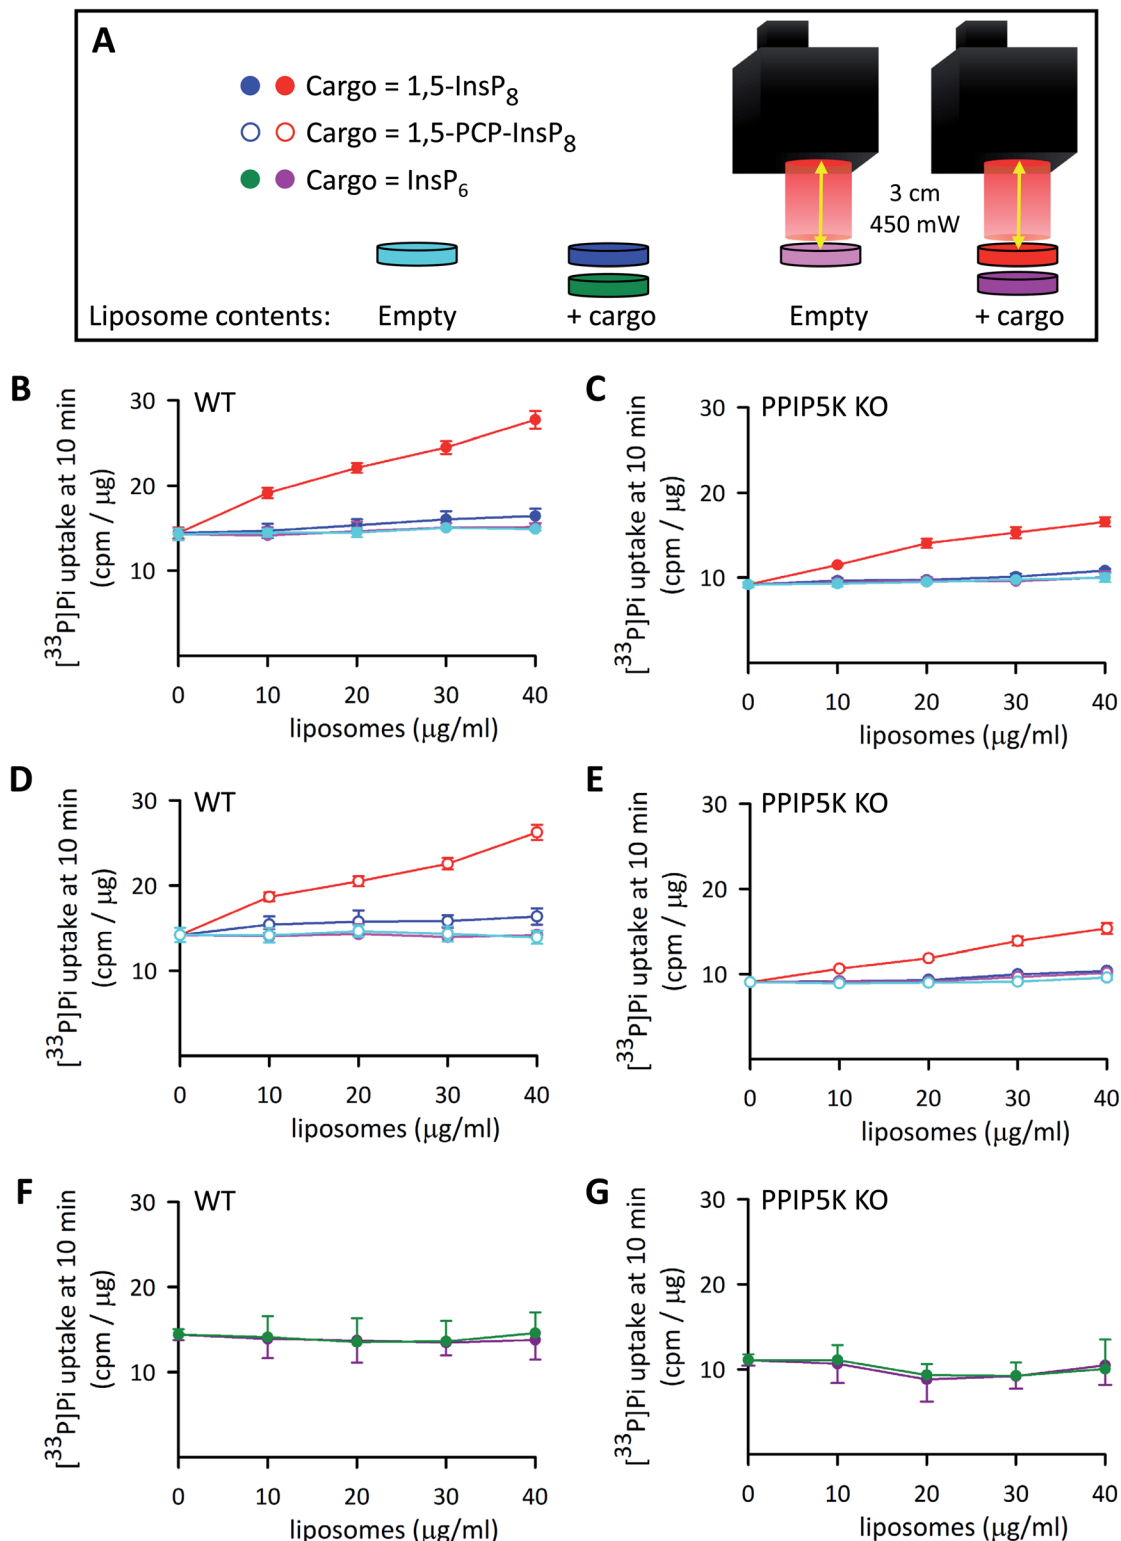 A
Cargo = 1,5-InsP8
Cargo = 1,5-PCP-InsP8
Cargo = InsP6
3 cm
450 mW
Liposome contents: Empty + cargo Empty + cargo
B
WT
[33P]Pi uptake at 10 min
(cpm / µg)
30
20
10
0 10 20 30 40
liposomes (µg/ml)
C
PPIP5K KO
[33P]Pi uptake at 10 min
(cpm / µg)
30
20
10
0 10 20 30 40
liposomes (µg/ml)
D
WT
[33P]Pi uptake at 10 min
(cpm / µg)
30
20
10
0 10 20 30 40
liposomes (µg/ml)
E
PPIP5K KO
[33P]Pi uptake at 10 min
(cpm / µg)
30
20
10
0 10 20 30 40
liposomes (µg/ml)
F
WT
[33P]Pi uptake at 10 min
(cpm / µg)
30
20
10
0 10 20 30 40
liposomes (µg/ml)
G
PPIP5K KO
[33P]Pi uptake at 10 min
(cpm / µg)
30
20
10
0 10 20 30 40
liposomes (µg/ml)